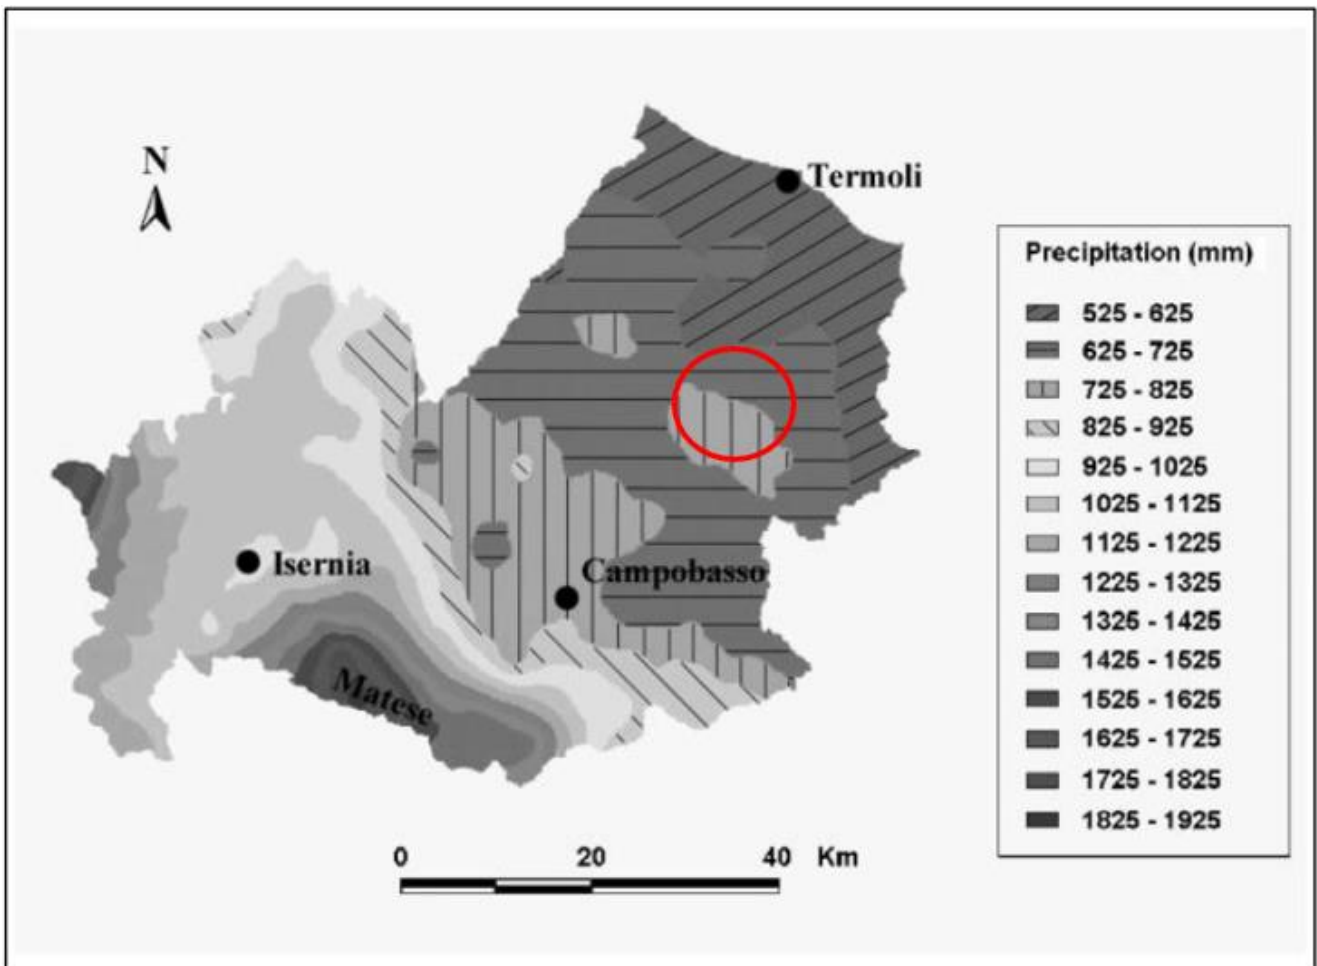 N
Termoli
Isernia
Campobasso
Matese
Precipitation (mm)
525 - 625
625 - 725
725 - 825
825 - 925
925 - 1025
1025 - 1125
1125 - 1225
1225 - 1325
1325 - 1425
1425 - 1525
1525 - 1625
1625 - 1725
1725 - 1825
1825 - 1925
0 20 40 Km